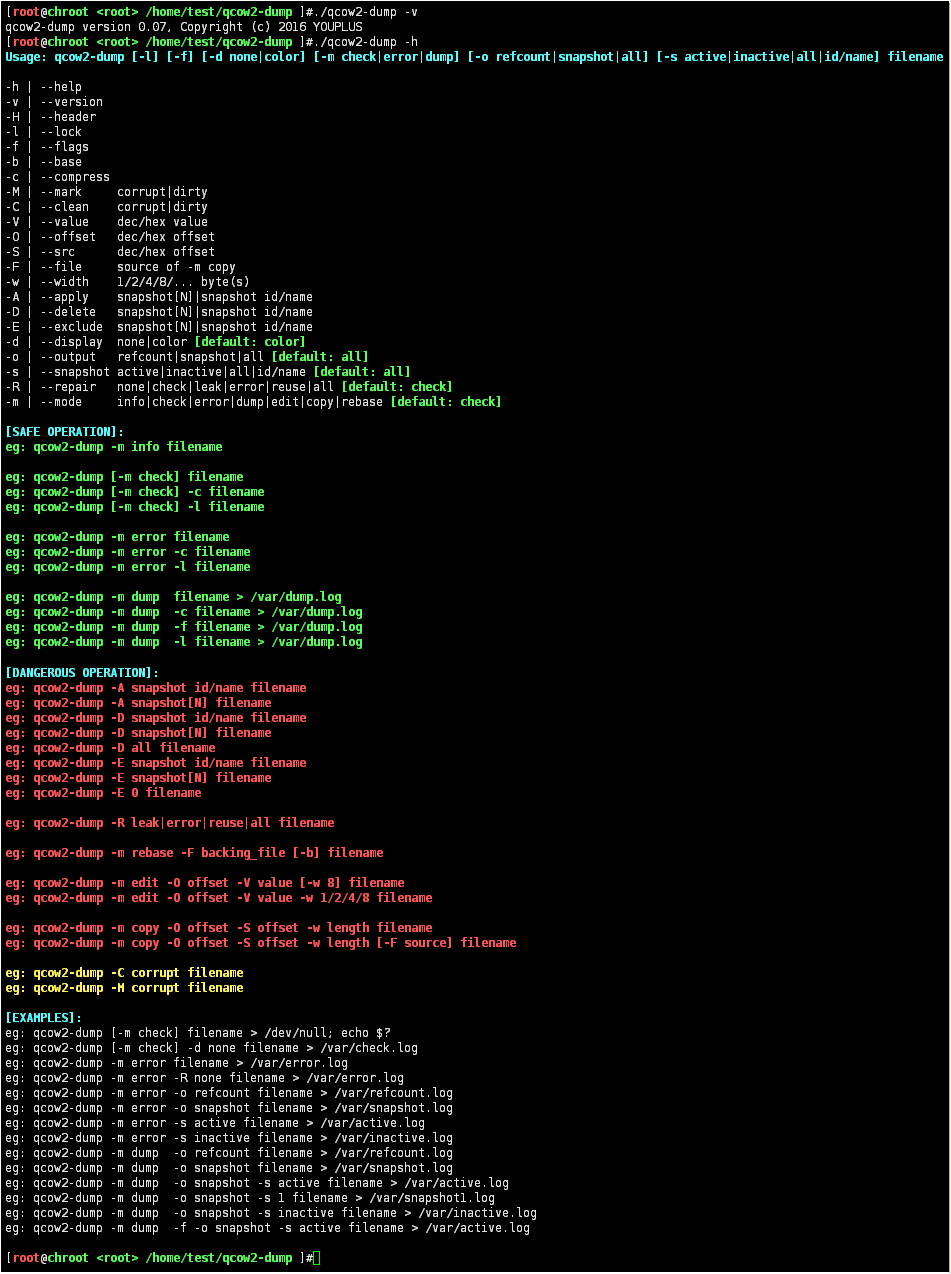 [root@chroot <root> /home/test/qcow2-dump ]#./qcow2-dump -v
qcow2-dump version 0.07, Copyright (c) 2016 YOUPLUS
[root@chroot <root> /home/test/qcow2-dump ]#./qcow2-dump -h
Usage: qcow2-dump [-l] [-f] [-d none|color] [-m check|error|dump] [-o refcount|snapshot|all] [-s active|inactive|all|id/name] filename
-h | --help
-v | --version
-H | --header
-l | --lock
-f | --flags
-b | --base
-c | --compress
-M | --mark     corrupt|dirty
-C | --clean    corrupt|dirty
-V | --value    dec/hex value
-O | --offset   dec/hex offset
-S | --src      dec/hex offset
-F | --file     source of -m copy
-w | --width    1/2/4/8/... byte(s)
-A | --apply    snapshot[N]|snapshot id/name
-D | --delete   snapshot[N]|snapshot id/name
-E | --exclude  snapshot[N]|snapshot id/name
-d | --display  none|color [default: color]
-o | --output   refcount|snapshot|all [default: all]
-s | --snapshot active|inactive|all|id/name [default: all]
-R | --repair   none|check|leak|error|reuse|all [default: check]
-m | --mode     info|check|error|dump|edit|copy|rebase [default: check]
[SAFE OPERATION]:
eg: qcow2-dump -m info filename
eg: qcow2-dump [-m check] filename
eg: qcow2-dump [-m check] -c filename
eg: qcow2-dump [-m check] -l filename
eg: qcow2-dump -m error filename
eg: qcow2-dump -m error -c filename
eg: qcow2-dump -m error -l filename
eg: qcow2-dump -m dump  filename > /var/dump.log
eg: qcow2-dump -m dump  -c filename > /var/dump.log
eg: qcow2-dump -m dump  -f filename > /var/dump.log
eg: qcow2-dump -m dump  -l filename > /var/dump.log
[DANGEROUS OPERATION]:
eg: qcow2-dump -A snapshot id/name filename
eg: qcow2-dump -A snapshot[N] filename
eg: qcow2-dump -D snapshot id/name filename
eg: qcow2-dump -D snapshot[N] filename
eg: qcow2-dump -D all filename
eg: qcow2-dump -E snapshot id/name filename
eg: qcow2-dump -E snapshot[N] filename
eg: qcow2-dump -E 0 filename
eg: qcow2-dump -R leak|error|reuse|all filename
eg: qcow2-dump -m rebase -F backing_file [-b] filename
eg: qcow2-dump -m edit -O offset -V value [-w 8] filename
eg: qcow2-dump -m edit -O offset -V value -w 1/2/4/8 filename
eg: qcow2-dump -m copy -O offset -S offset -w length filename
eg: qcow2-dump -m copy -O offset -S offset -w length [-F source] filename
eg: qcow2-dump -C corrupt filename
eg: qcow2-dump -M corrupt filename
[EXAMPLES]:
eg: qcow2-dump [-m check] filename > /dev/null; echo $?
eg: qcow2-dump [-m check] -d none filename > /var/check.log
eg: qcow2-dump -m error filename > /var/error.log
eg: qcow2-dump -m error -R none filename > /var/error.log
eg: qcow2-dump -m error -o refcount filename > /var/refcount.log
eg: qcow2-dump -m error -o snapshot filename > /var/snapshot.log
eg: qcow2-dump -m error -s active filename > /var/active.log
eg: qcow2-dump -m error -s inactive filename > /var/inactive.log
eg: qcow2-dump -m dump  -o refcount filename > /var/refcount.log
eg: qcow2-dump -m dump  -o snapshot filename > /var/snapshot.log
eg: qcow2-dump -m dump  -o snapshot -s active filename > /var/active.log
eg: qcow2-dump -m dump  -o snapshot -s 1 filename > /var/snapshot1.log
eg: qcow2-dump -m dump  -o snapshot -s inactive filename > /var/inactive.log
eg: qcow2-dump -m dump  -f -o snapshot -s active filename > /var/active.log
[root@chroot <root> /home/test/qcow2-dump ]#